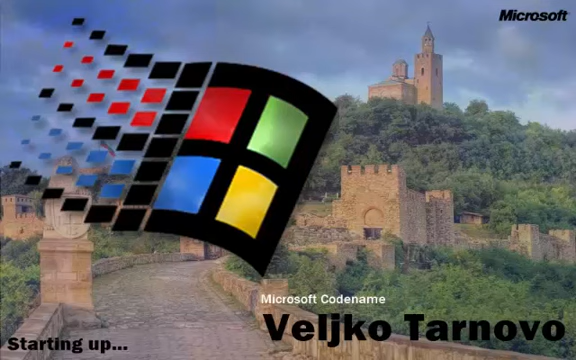 Microsoft
Microsoft Codename
Veljko Tarnovo
Starting up...